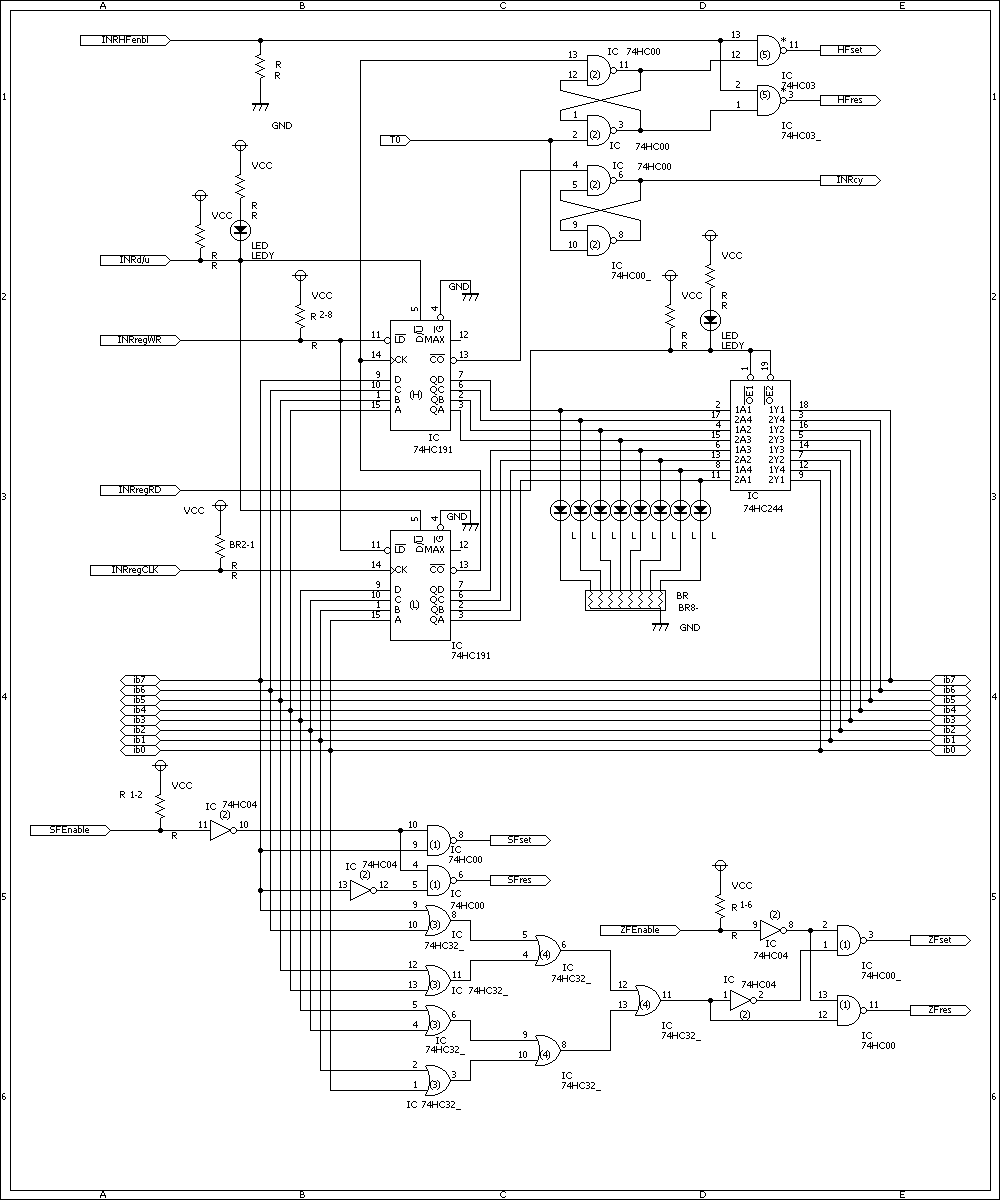 A B C D E
INRHFenbl
R
R
GND
1
13
12
IC 74HC00
11
(2)
1
2
3
(2)
IC 74HC00
13
12
(5)
*
11
HFset
IC
74HC03
2
1
(5)
*
3
HFres
IC
74HC03_
1
T0
IC 74HC00
4
5
6
(2)
INRcy
9
10
8
(2)
IC
74HC00_
VCC
R
R
VCC
R
R
LED
LEDY
INRd/u
2
VCC
R 2-8
R
INRregWR
GND
5
4
D/U
G
11
LD
MAX
12
14
CK
CO
13
9
D
QD
7
10
C
QC
6
1
B
QB
2
15
A
QA
3
(H)
IC
74HC191
VCC
R
R
VCC
R
R
LED
LEDY
2
1
19
OE1
OE2
2
1A1
1Y1
18
17
2A4
2Y4
3
4
1A2
1Y2
16
15
2A3
2Y3
5
6
1A3
1Y3
14
13
2A2
2Y2
7
8
1A4
1Y4
12
11
2A1
2Y1
9
IC
74HC244
INRregRD
3
VCC
BR2-1
R
R
INRregCLK
GND
5
4
D/U
G
11
LD
MAX
12
14
CK
CO
13
9
D
QD
7
10
C
QC
6
1
B
QB
2
15
A
QA
3
(L)
IC
74HC191
L L L L L L L
BR
BR8-
GND
3
4
ib7
ib6
ib5
ib4
ib3
ib2
ib1
ib0
ib7
ib6
ib5
ib4
ib3
ib2
ib1
ib0
4
VCC
R 1-2
R
SFEnable
IC 74HC04
(2)
11
10
10
9
8
(1)
IC
74HC00
SFset
IC 74HC04
(2)
13
12
4
5
6
(1)
IC
74HC00
SFres
5
9
10
8
(3)
IC
74HC32_
12
13
11
(3)
IC 74HC32_
5
4
6
(3)
IC
74HC32_
2
1
3
(3)
IC 74HC32_
5
4
6
(4)
IC
74HC32_
9
10
8
(4)
IC
74HC32_
12
13
11
(4)
IC
74HC32_
ZFEnable
VCC
R 1-6
R
9
(2)
8
IC
74HC04
IC 74HC04
1
2
(2)
2
1
3
(1)
IC
74HC00_
ZFset
13
12
11
(1)
IC
74HC00
ZFres
5
6
6
A B C D E